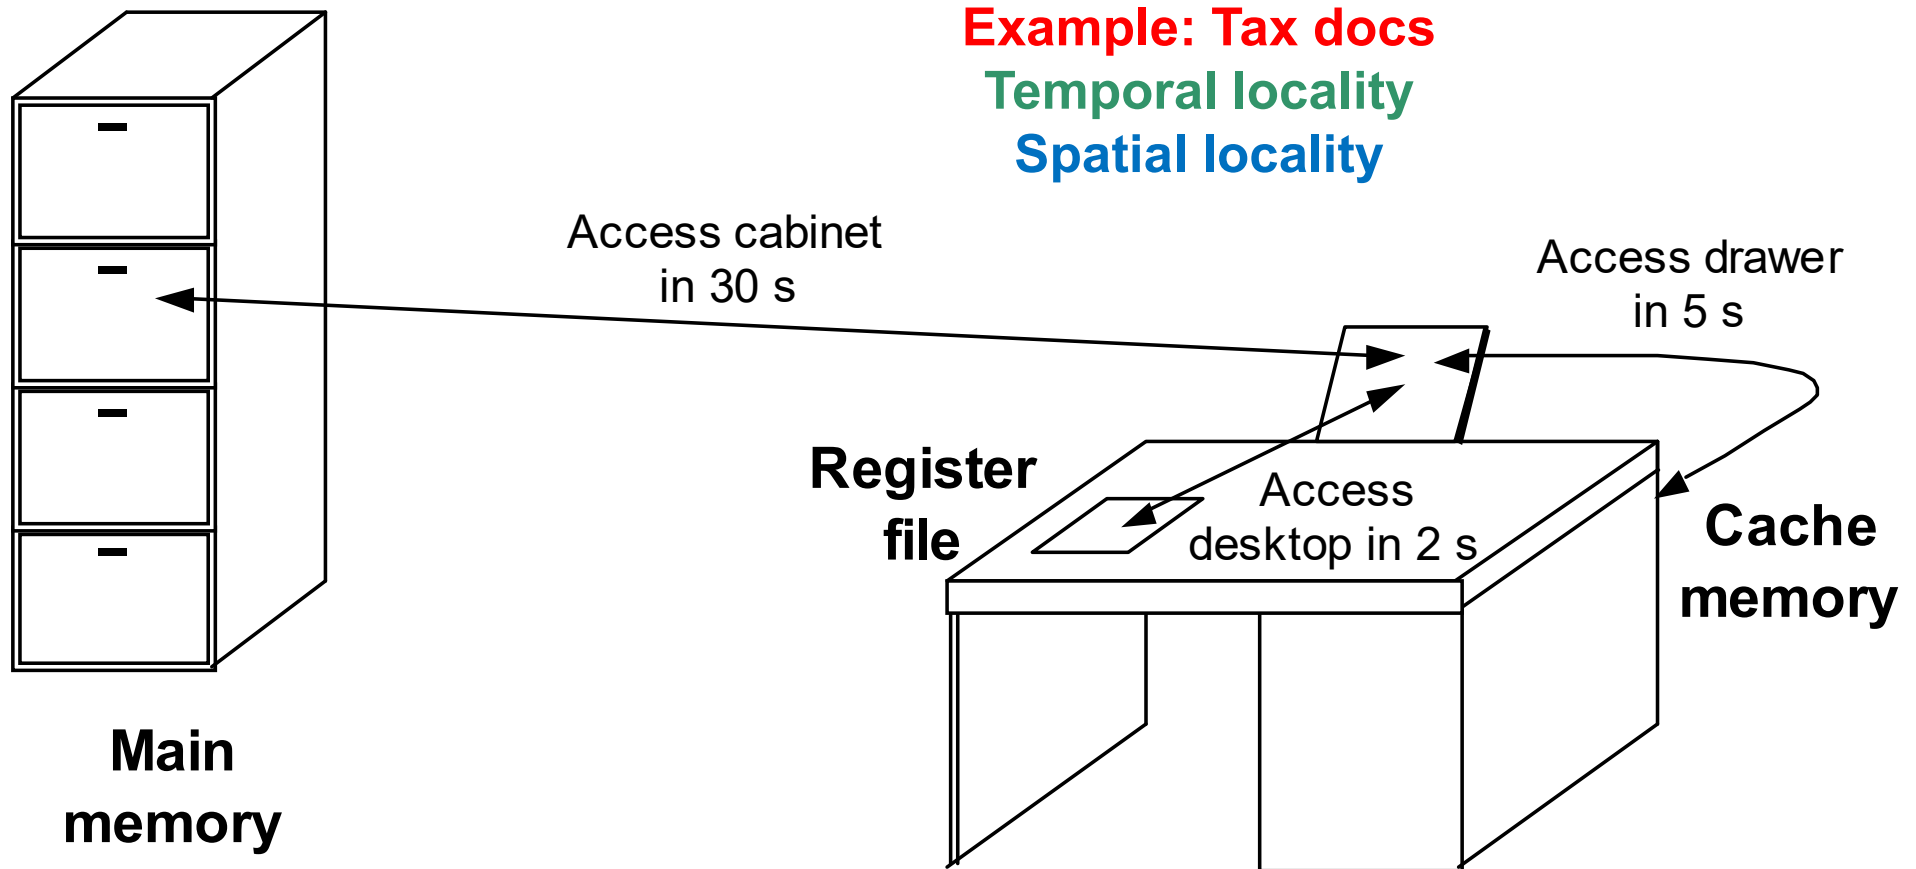 Example: Tax docs
Temporal locality
Spatial locality
Access cabinet
in 30 s
Access drawer
in 5 s
Register
file
Access
desktop in 2 s
Cache
memory
Main
memory